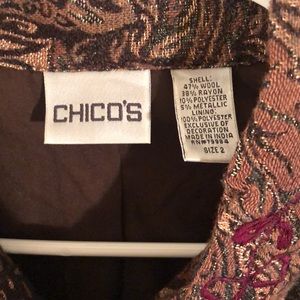 CHICO'S
SHELL:
47% WOOL
38% RAYON
10% POLYESTER
5% METALLIC
LINING:
100% POLYESTER
EXCLUSIVE OF
DECORATION
MADE IN INDIA
RN# 79984
SIZE 2